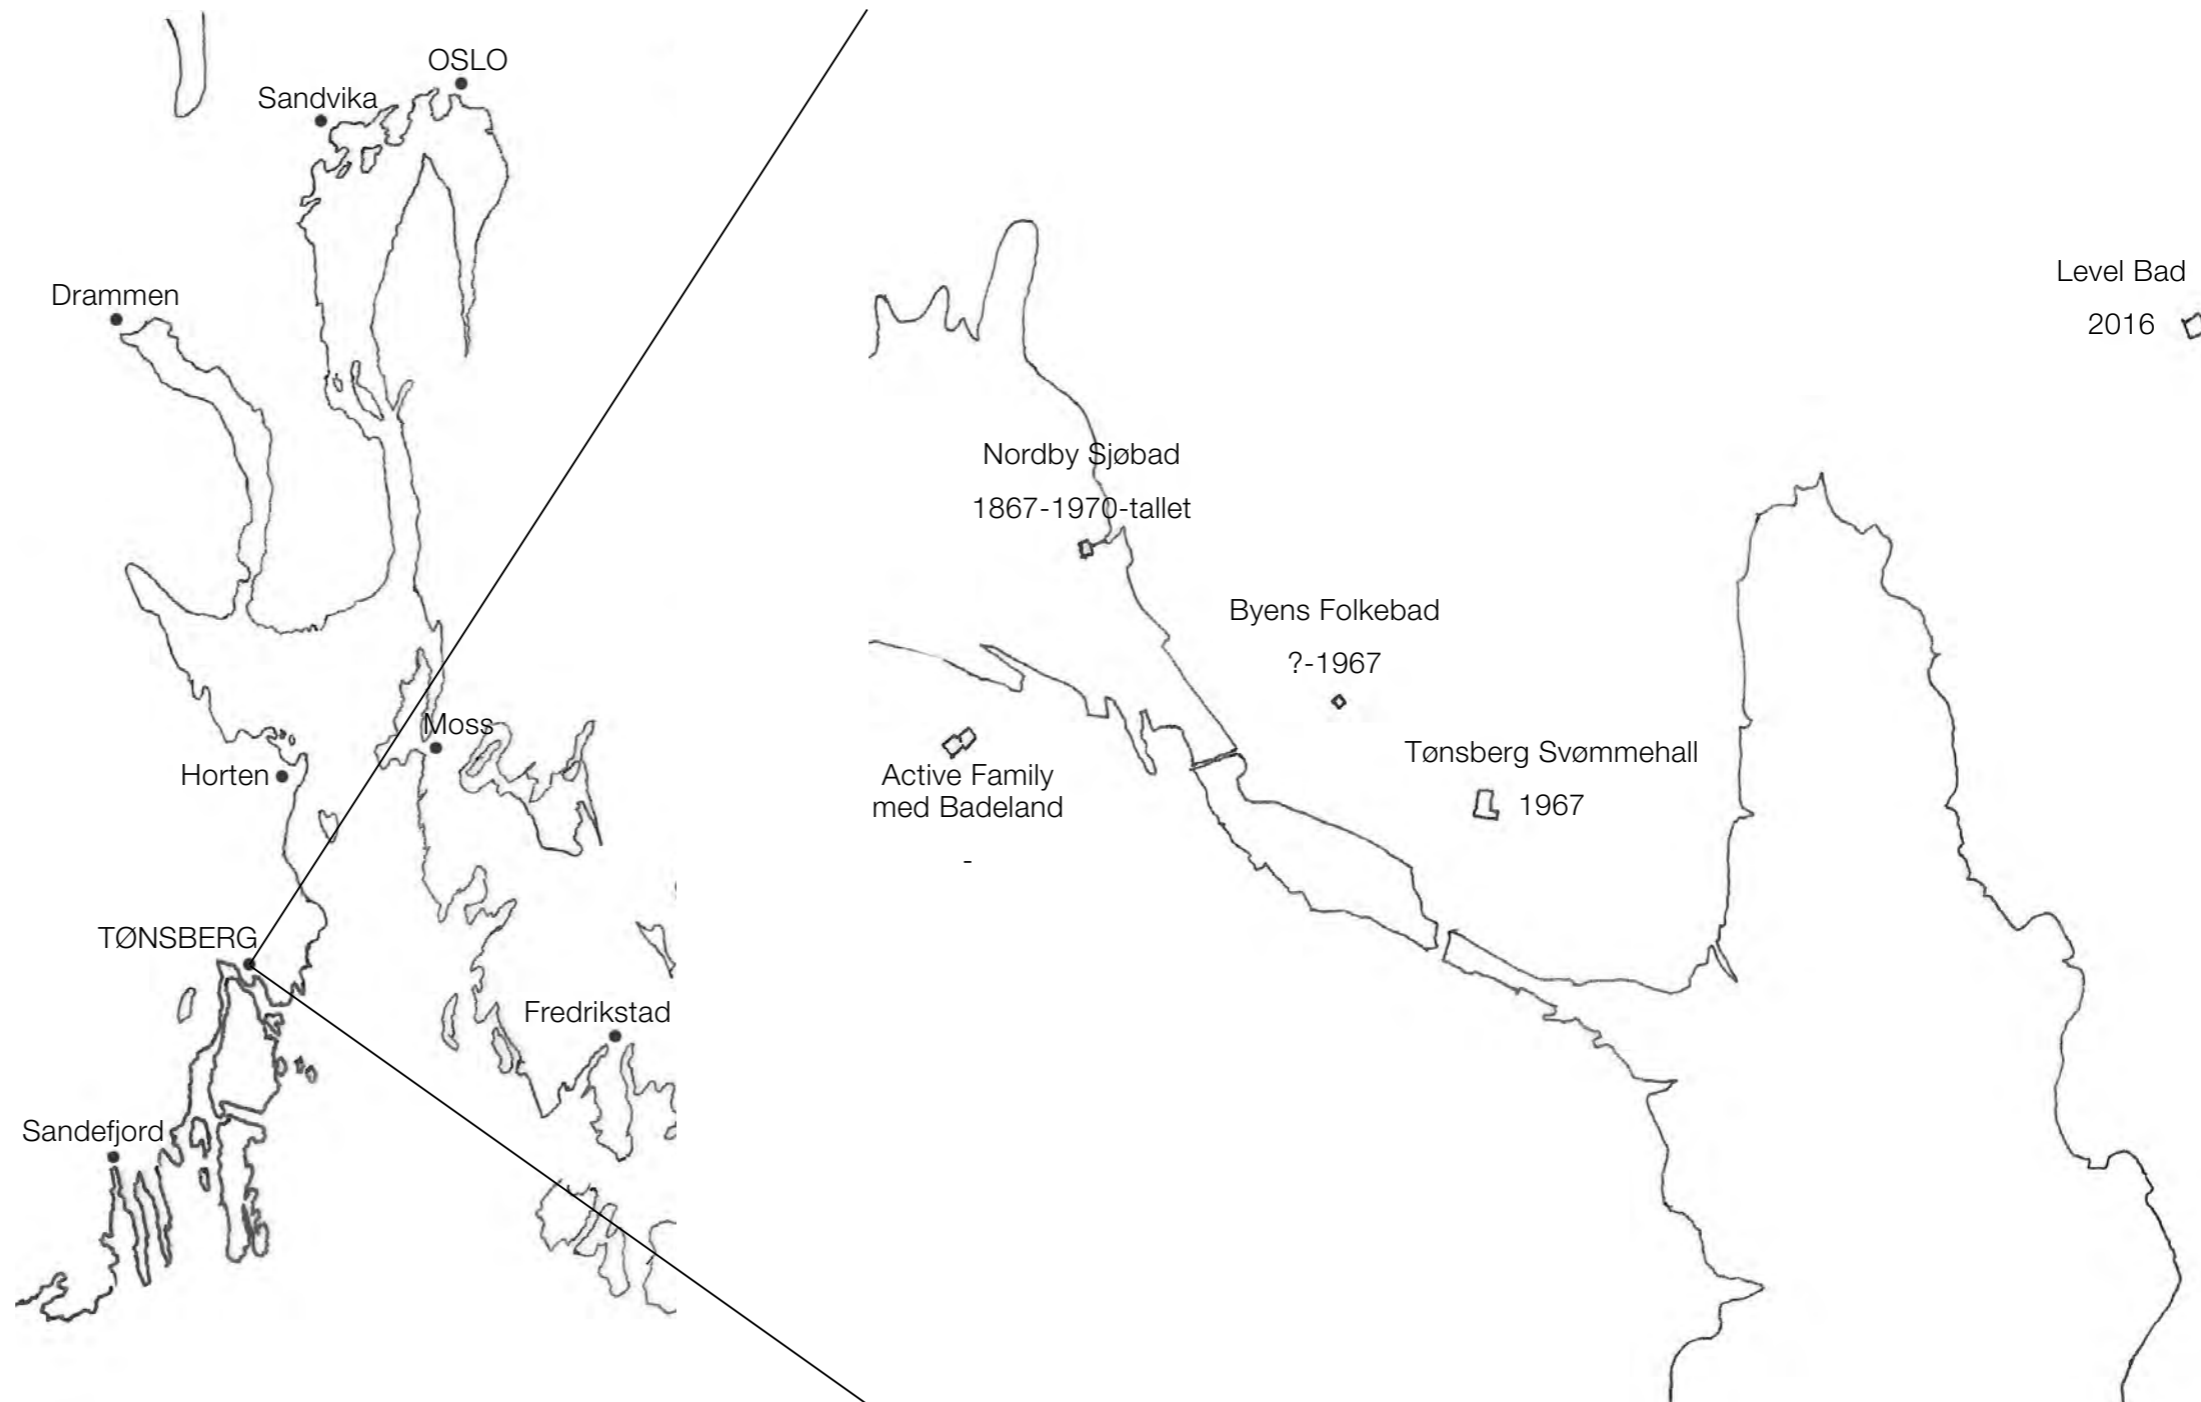 OSLO
Sandvika
Drammen
Moss
Horten
TØNSBERG
Fredrikstad
Sandefjord
Level Bad
2016
Nordby Sjøbad
1867-1970-tallet
Byens Folkebad
?-1967
Tønsberg Svømmehall
1967
Active Family
med Badeland
-